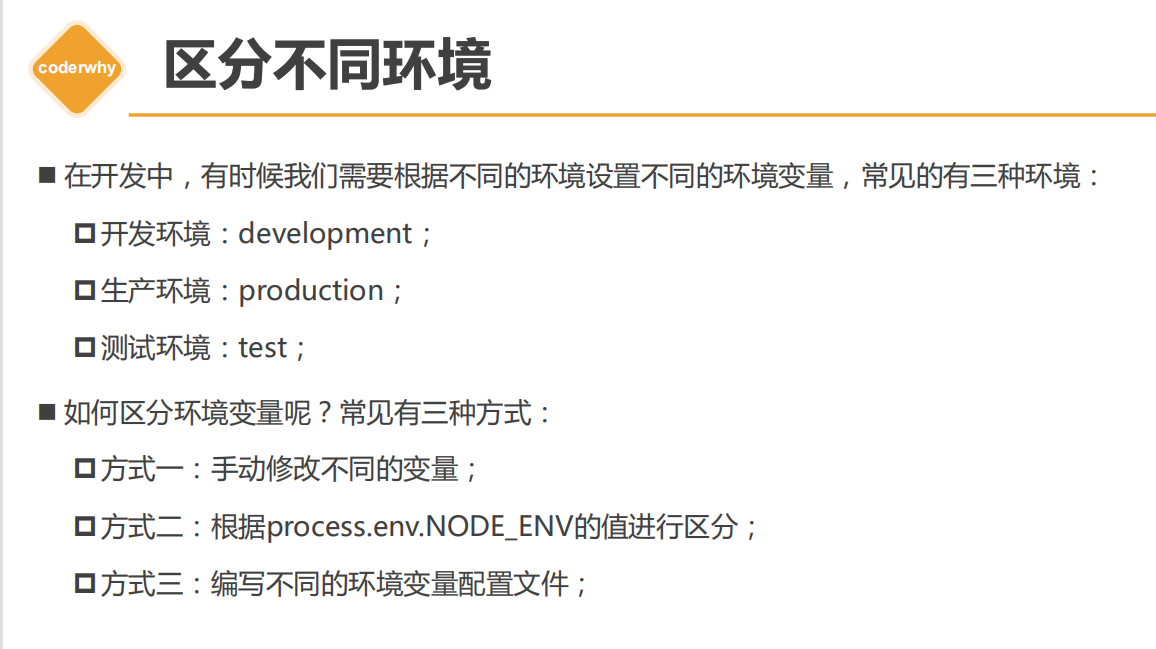 coderwhy
区分不同环境
在开发中，有时候我们需要根据不同的环境设置不同的环境变量，常见的有三种环境：
开发环境：development；
生产环境：production；
测试环境：test；
如何区分环境变量呢？常见有三种方式：
方式一：手动修改不同的变量；
方式二：根据process.env.NODE_ENV的值进行区分；
方式三：编写不同的环境变量配置文件；